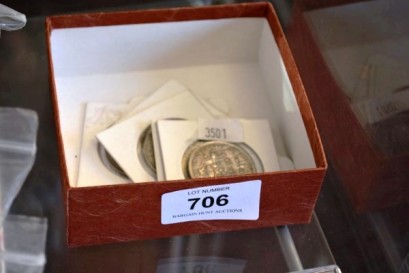 3501
LOT NUMBER
706
BARGAIN HUNT AUCTIONS